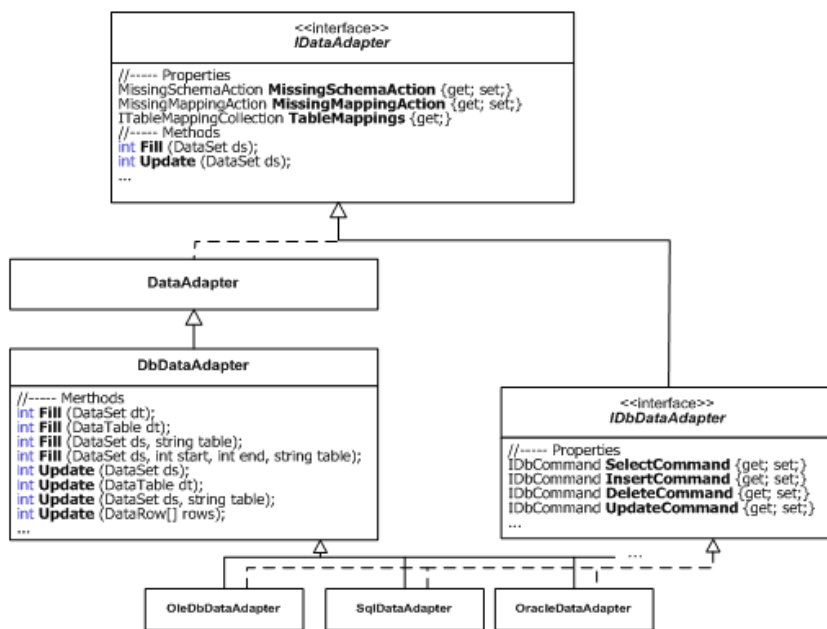 <<interface>>
IDataAdapter
//----- Properties
MissingSchemaAction MissingSchemaAction {get; set;}
MissingMappingAction MissingMappingAction {get; set;}
ITableMappingCollection TableMappings {get;}
//----- Methods
int Fill (DataSet ds);
int Update (DataSet ds);
...
DataAdapter
DbDataAdapter
//----- Merthods
int Fill (DataSet dt);
int Fill (DataTable dt);
int Fill (DataSet ds, string table);
int Fill (DataSet ds, int start, int end, string table);
int Update (DataSet ds);
int Update (DataTable dt);
int Update (DataSet ds, string table);
int Update (DataRow[] rows);
...
<<interface>>
IDbDataAdapter
//----- Properties
IDbCommand SelectCommand {get; set;}
IDbCommand InsertCommand {get; set;}
IDbCommand DeleteCommand {get; set;}
IDbCommand UpdateCommand {get; set;}
...
...
OleDbDataAdapter
SqlDataAdapter
OracleDataAdapter